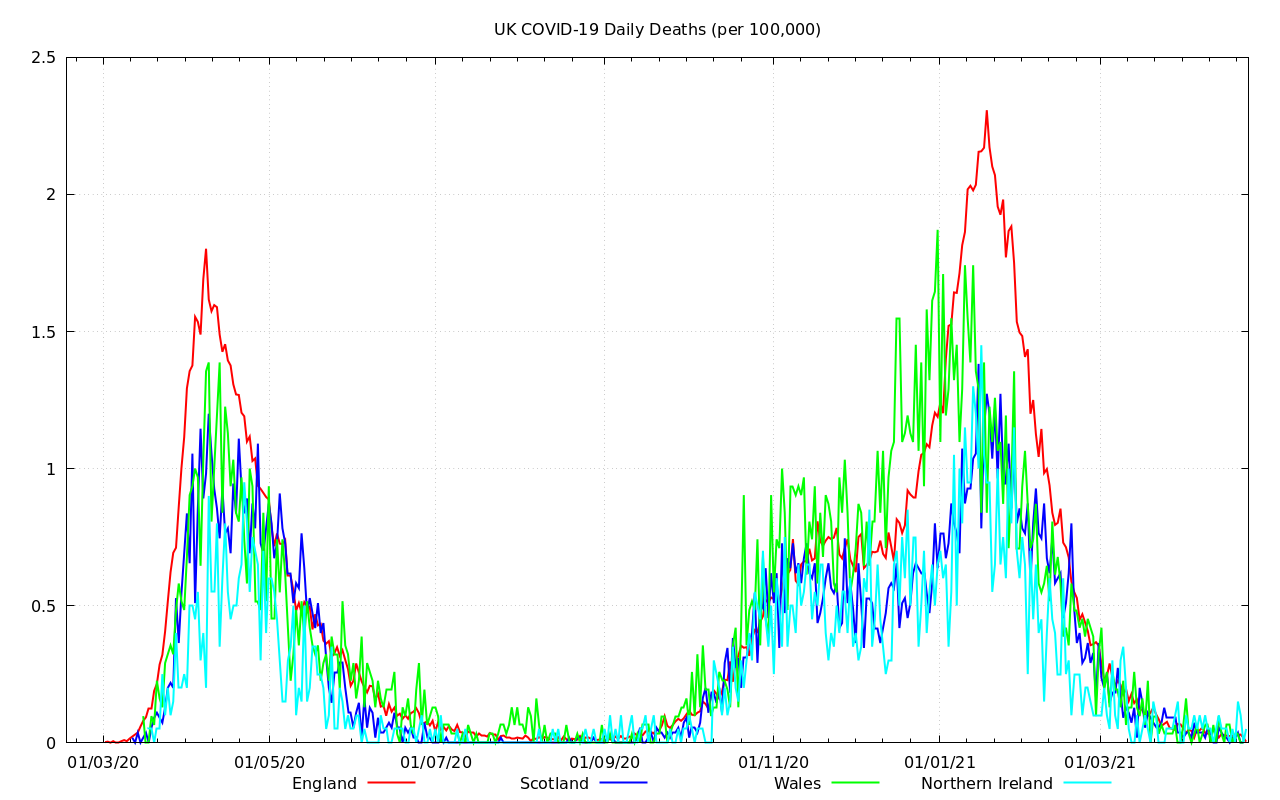 UK COVID-19 Daily Deaths (per 100,000)
2.5
2
1.5
1
0.5
0
01/03/20 01/05/20 01/07/20 01/09/20 01/11/20 01/01/21 01/03/21
England Scotland Wales Northern Ireland